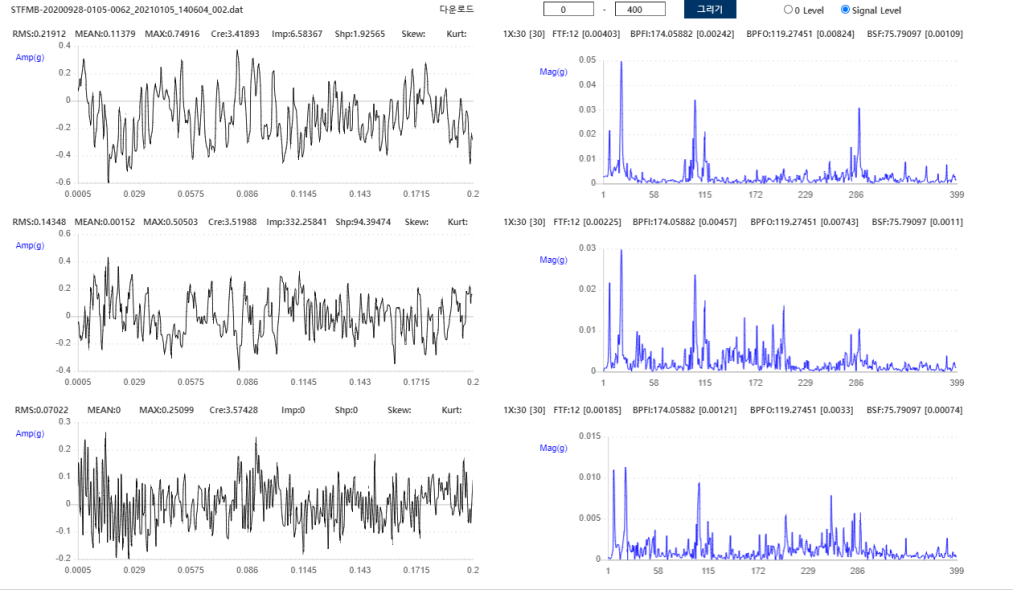 STFMB-20200928-0105-0062_20210105_140604_002.dat 다운로드 0 - 400 그리기 0 Level Signal Level
RMS:0.21912 MEAN:0.11379 MAX:0.74916 Cre:3.41893 Imp:6.58367 Shp:1.92565 Skew: Kurt:
Amp(g)
0.4
0.2
0
-0.2
-0.4
-0.6
0.0005 0.029 0.0575 0.086 0.1145 0.143 0.1715 0.2
1X:30 [30] FTF:12 [0.00403] BPFI:174.05882 [0.00242] BPFO:119.27451 [0.00824] BSF:75.79097 [0.00109]
Mag(g)
0.05
0.04
0.03
0.02
0.01
0
1 58 115 172 229 286 399
RMS:0.14348 MEAN:0.00152 MAX:0.50503 Cre:3.51988 Imp:332.25841 Shp:94.39474 Skew: Kurt:
Amp(g)
0.6
0.4
0.2
0
-0.2
-0.4
0.0005 0.029 0.0575 0.086 0.1145 0.143 0.1715 0.2
1X:30 [30] FTF:12 [0.00225] BPFI:174.05882 [0.00457] BPFO:119.27451 [0.00743] BSF:75.79097 [0.0011]
Mag(g)
0.03
0.02
0.01
0
1 58 115 172 229 286 399
RMS:0.07022 MEAN:0 MAX:0.25099 Cre:3.57428 Imp:0 Shp:0 Skew: Kurt:
Amp(g)
0.3
0.2
0.1
0
-0.1
-0.2
0.0005 0.029 0.0575 0.086 0.1145 0.143 0.1715 0.2
1X:30 [30] FTF:12 [0.00185] BPFI:174.05882 [0.00121] BPFO:119.27451 [0.0033] BSF:75.79097 [0.00074]
Mag(g)
0.015
0.010
0.005
0
1 58 115 172 229 286 399